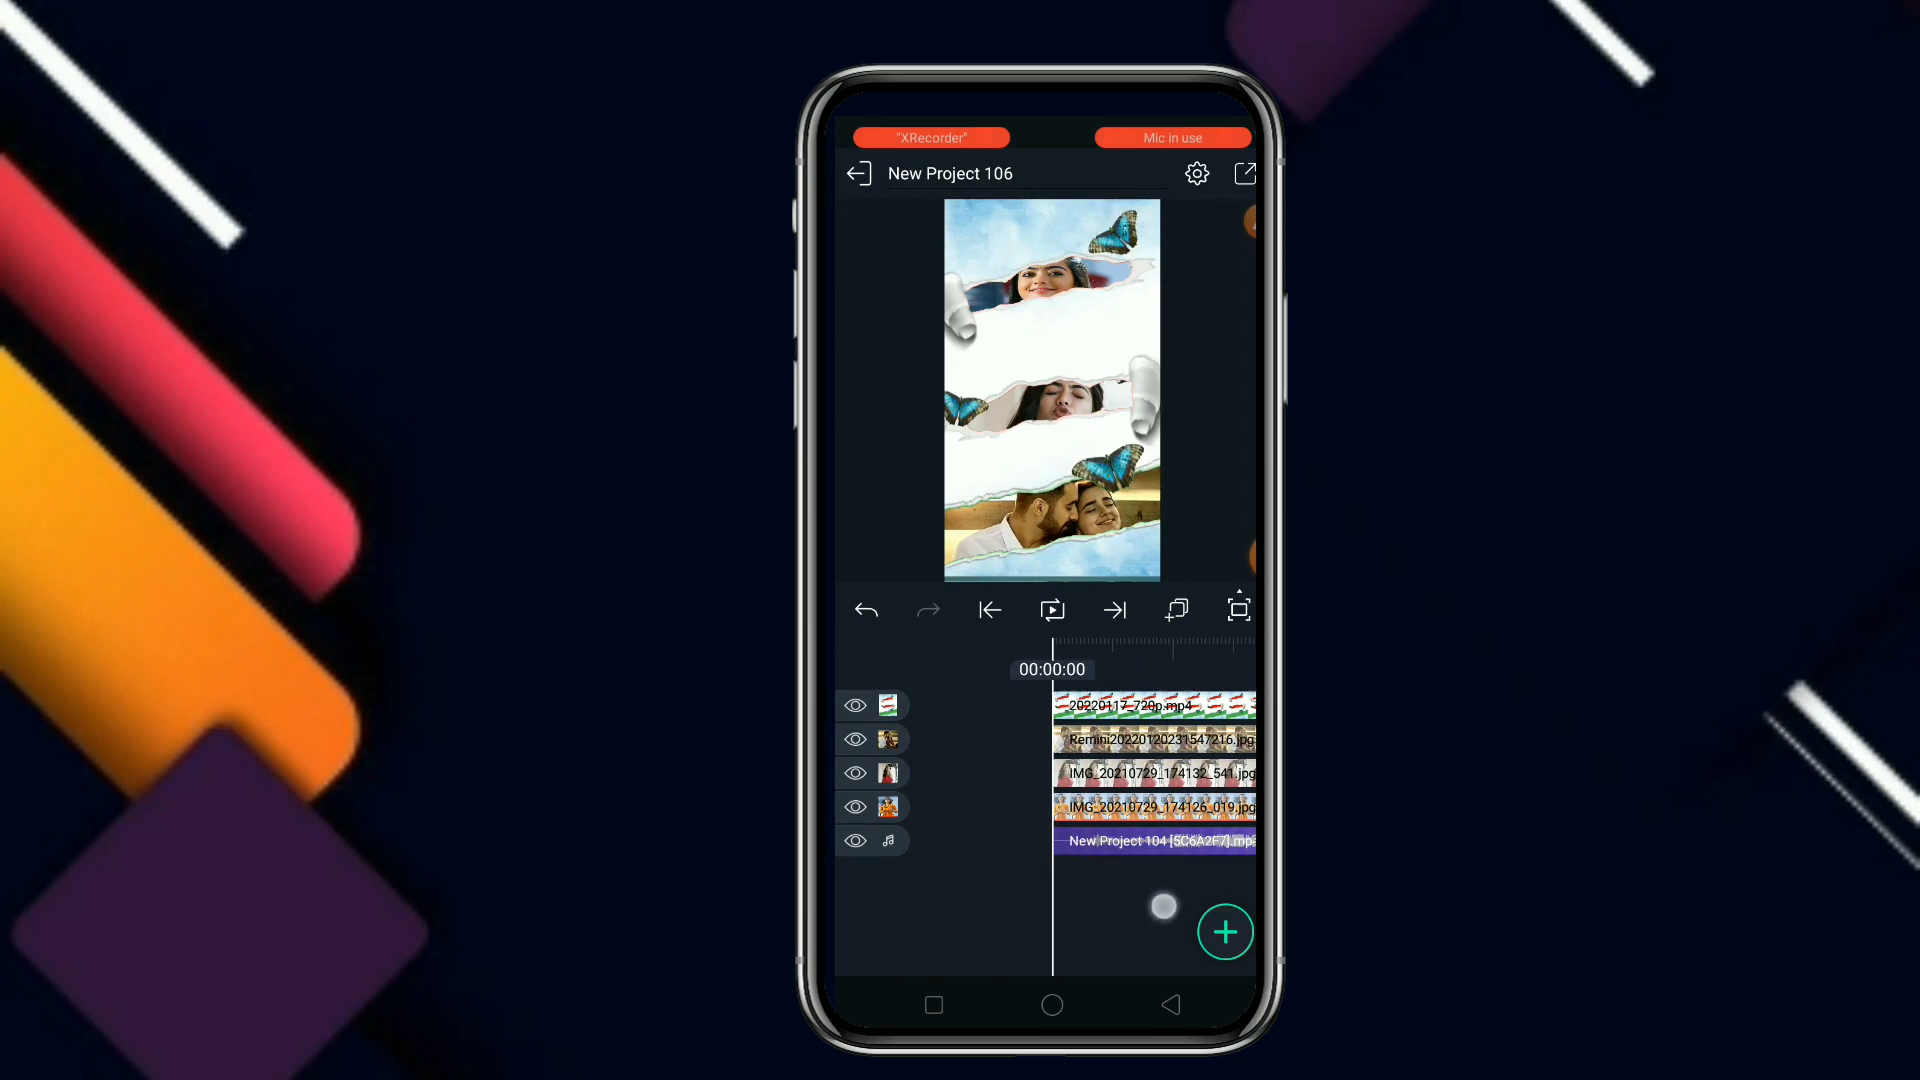 "XRecorder"
Mic in use
New Project 106
00:00:00
20220117_720p.mp4
Remini20220120231547216.jpg
IMG_20210729_174132_541.jpg
IMG_20210729_174126_019.jpg
New Project 104 [5C6A2F7].mp